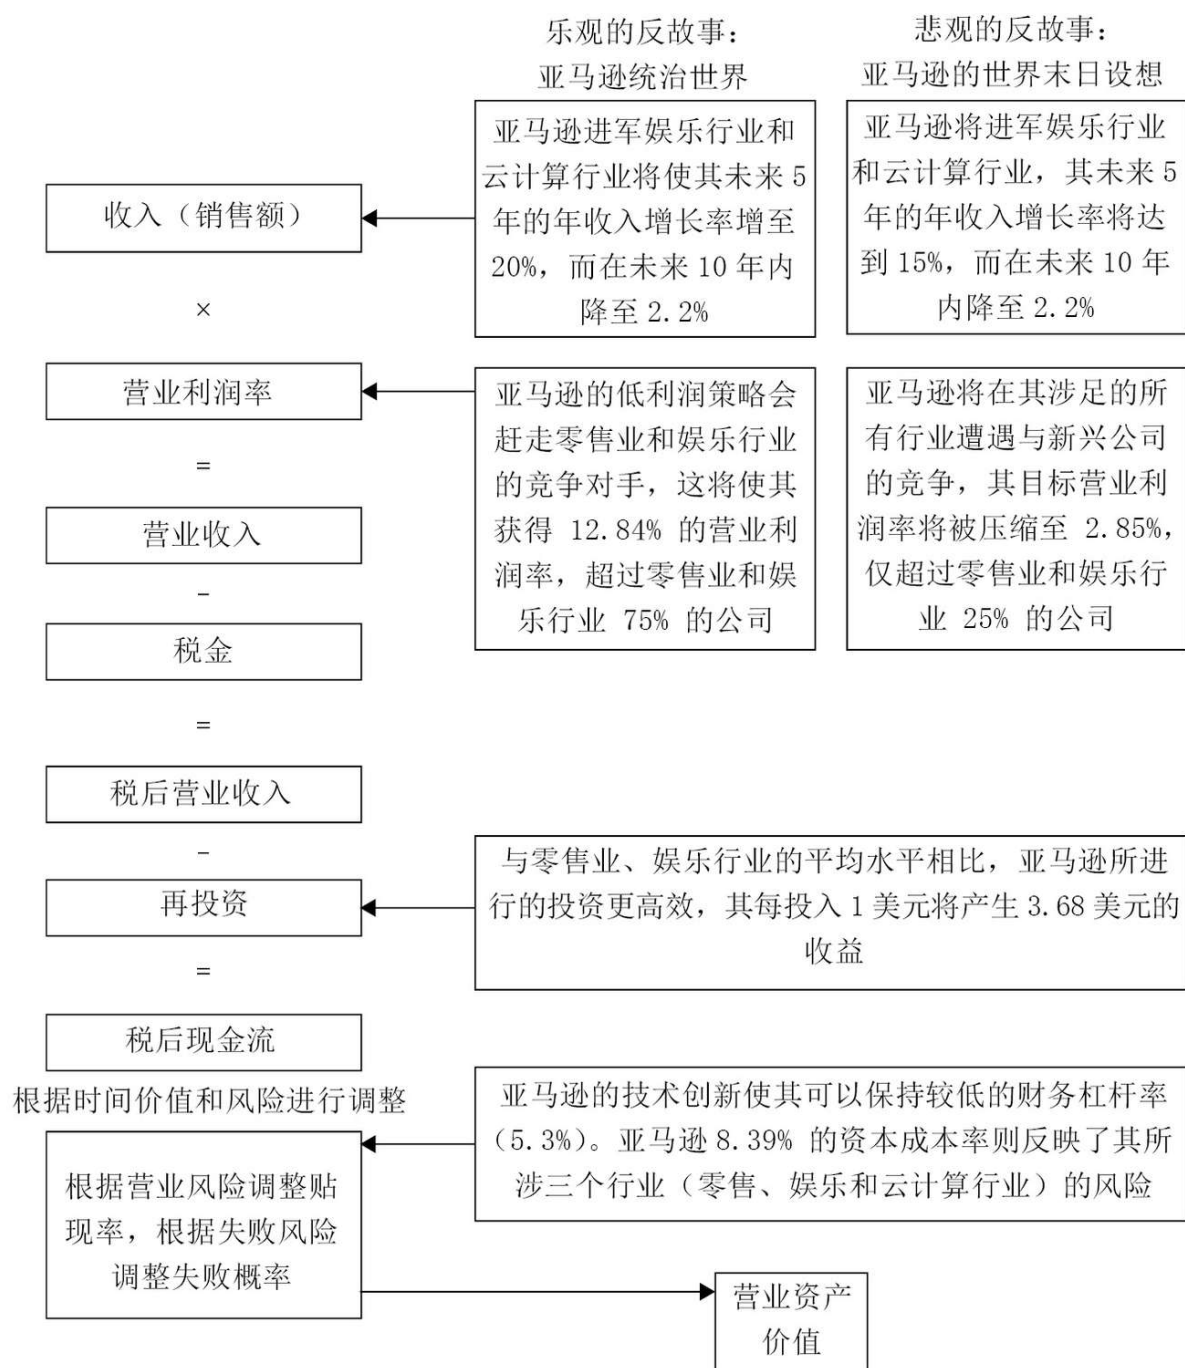 乐观的反故事：
亚马逊统治世界
悲观的反故事：
亚马逊的世界末日设想
收入（销售额）
亚马逊进军娱乐行业和
云计算行业将使其未来 5
年的年收入增长率增至
20%，而在未来 10 年内
降至 2.2%
亚马逊将进军娱乐行业
和云计算行业，其未来 5
年的年收入增长率将达
到 15%，而在未来 10 年
内降至 2.2%
×
营业利润率
亚马逊的低利润策略会
赶走零售业和娱乐行业
的竞争对手，这将使其
获得 12.84% 的营业利
润率，超过零售业和娱
乐行业 75% 的公司
亚马逊将在其涉足的所
有行业遭遇与新兴公司
的竞争，其目标营业利
润率将被压缩至 2.85%，
仅超过零售业和娱乐行
业 25% 的公司
=
营业收入
-
税金
=
税后营业收入
-
再投资
与零售业、娱乐行业的平均水平相比，亚马逊所进
行的投资更高效，其每投入 1 美元将产生 3.68 美元的
收益
=
税后现金流
根据时间价值和风险进行调整
根据营业风险调整贴
现率，根据失败风险
调整失败概率
亚马逊的技术创新使其可以保持较低的财务杠杆率
（5.3%）。亚马逊 8.39% 的资本成本率则反映了其所
涉三个行业（零售、娱乐和云计算行业）的风险
营业资产
价值